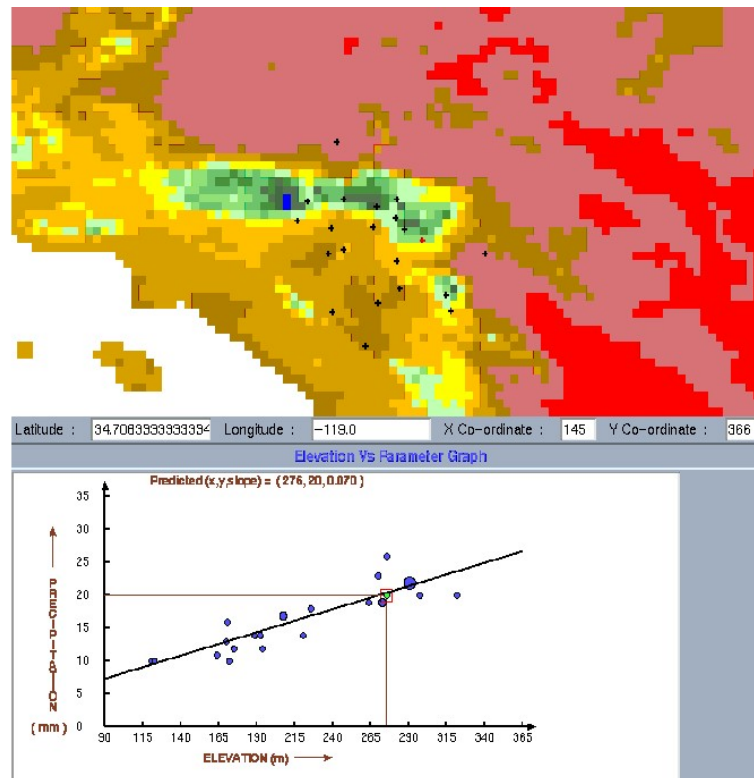 Latitude : 34.7083333333334 Longitude : -119.0 X Co-ordinate : 145 Y Co-ordinate : 366
Elevation Vs Parameter Graph
Predicted (x,y,slope) = ( 276, 20, 0.070 )
35
30
25
20
15
10
5
0
PRECIPITATION
( mm )
90 115 140 165 190 215 240 265 290 315 340 365
ELEVATION (m)